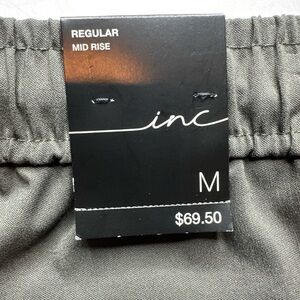 REGULAR
MID RISE
inc
M
$69.50